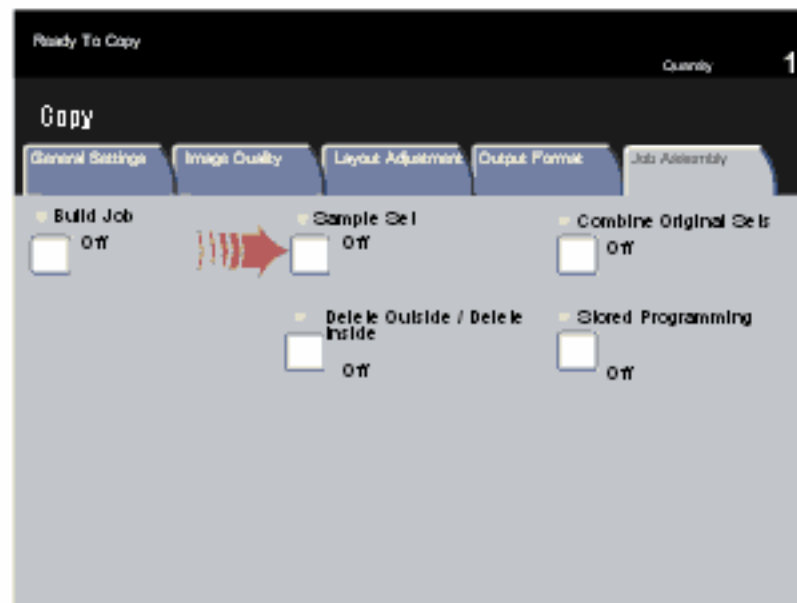 Ready To Copy
Quantity 1
Copy
General Settings
Image Quality
Layout Adjustment
Output Format
Job Assembly
Build Job
Off
Sample Set
Off
Combine Original Sets
Off
Delete Outside / Delete
Inside
Off
Stored Programming
Off